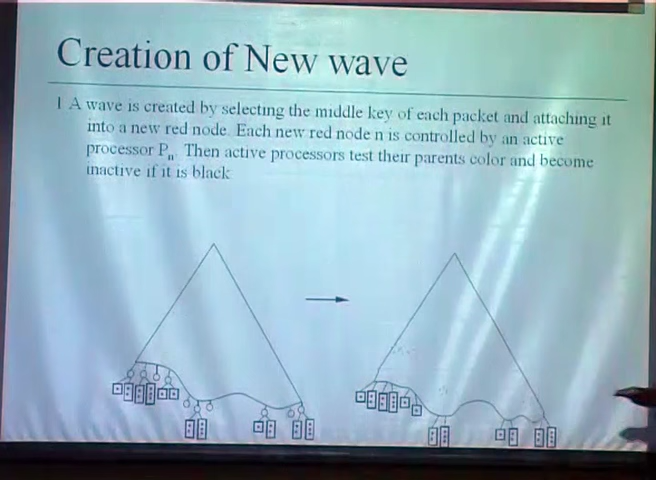 Creation of New wave
l A wave is created by selecting the middle key of each packet and attaching it
into a new red node. Each new red node n is controlled by an active
processor Pn. Then active processors test their parents color and become
inactive if it is black